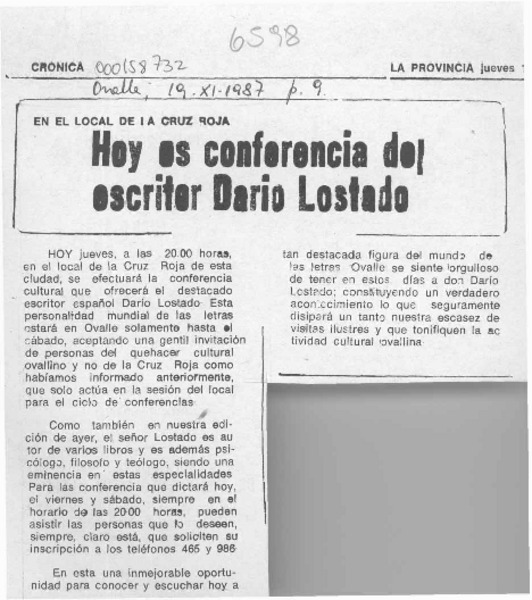 6598
CRONICA 000158732 LA PROVINCIA jueves 1
Ovalle, 19-XI-1987 p. 9.
EN EL LOCAL DE LA CRUZ ROJA
Hoy es conferencia del
escritor Dario Lostado
HOY jueves, a las 20.00 horas,
en el local de la Cruz Roja de esta
ciudad, se efectuará la conferencia
cultural que ofrecerá el destacado
escritor español Darío Lostado. Esta
personalidad mundial de las letras
estará en Ovalle solamente hasta el
sábado, aceptando una gentil invitación
de personas del quehacer cultural
ovallino y no de la Cruz Roja como
habíamos informado anteriormente,
que solo actúa en la sesión del local
para el ciclo de conferencias.
Como también en nuestra edi-
ción de ayer, el señor Lostado es au
tor de varios libros y es además psi-
cólogo, filosofo y teólogo, siendo una
eminencia en estas especialidades.
Para las conferencia que dictará hoy,
el viernes y sábado, siempre en el
horario de las 20.00 horas, pueden
asistir las personas que lo deseen,
siempre, claro está, que soliciten su
inscripción a los teléfonos 465 y 986.
En esta una inmejorable oportu-
nidad para conocer y escuchar hoy a
tan destacada figura del mundo de
las letras. Ovalle se siente orgulloso
de tener en estos días a don Darío
Lostado; constituyendo un verdadero
acontecimiento lo que seguramente
disipará un tanto nuestra escasez de
visitas ilustres y que tonifiquen la ac
tividad cultural ovallina.